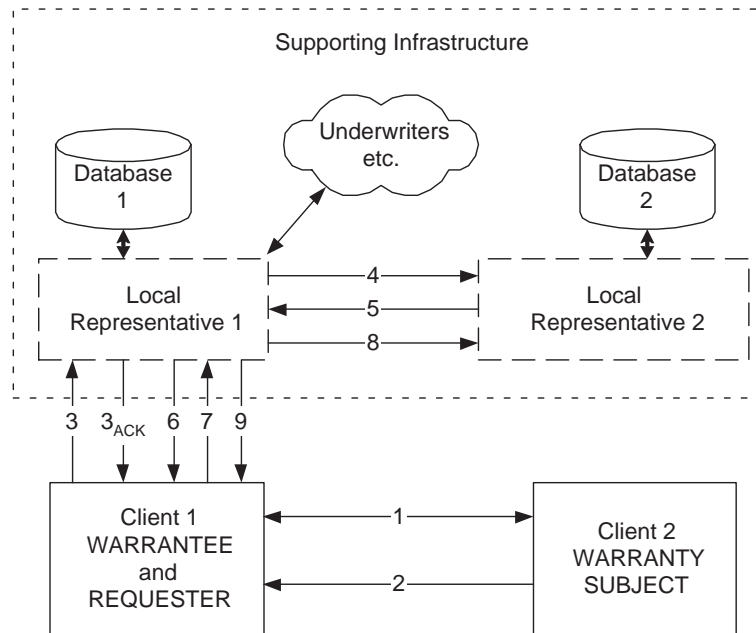 Supporting Infrastructure
Underwriters
etc.
Database
1
Database
2
Local
Representative 1
4
5
8
Local
Representative 2
3
3ACK
6
7
9
Client 1
WARRANTEE
and
REQUESTER
1
2
Client 2
WARRANTY
SUBJECT